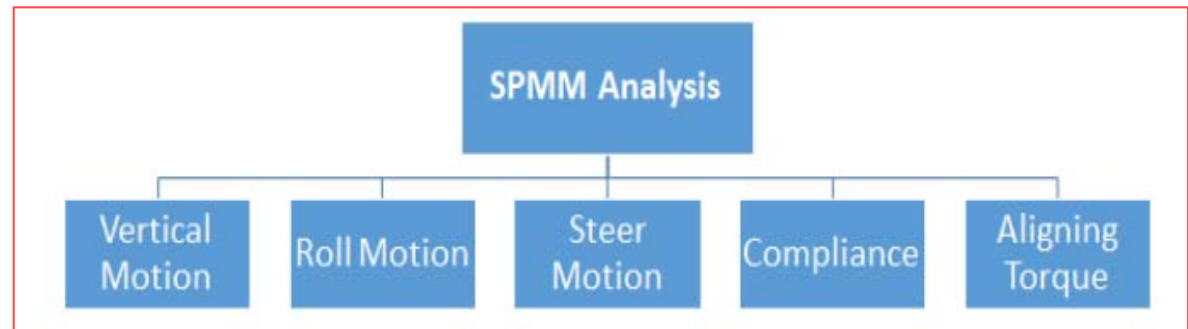 SPMM Analysis
Vertical
Motion
Roll Motion
Steer
Motion
Compliance
Aligning
Torque